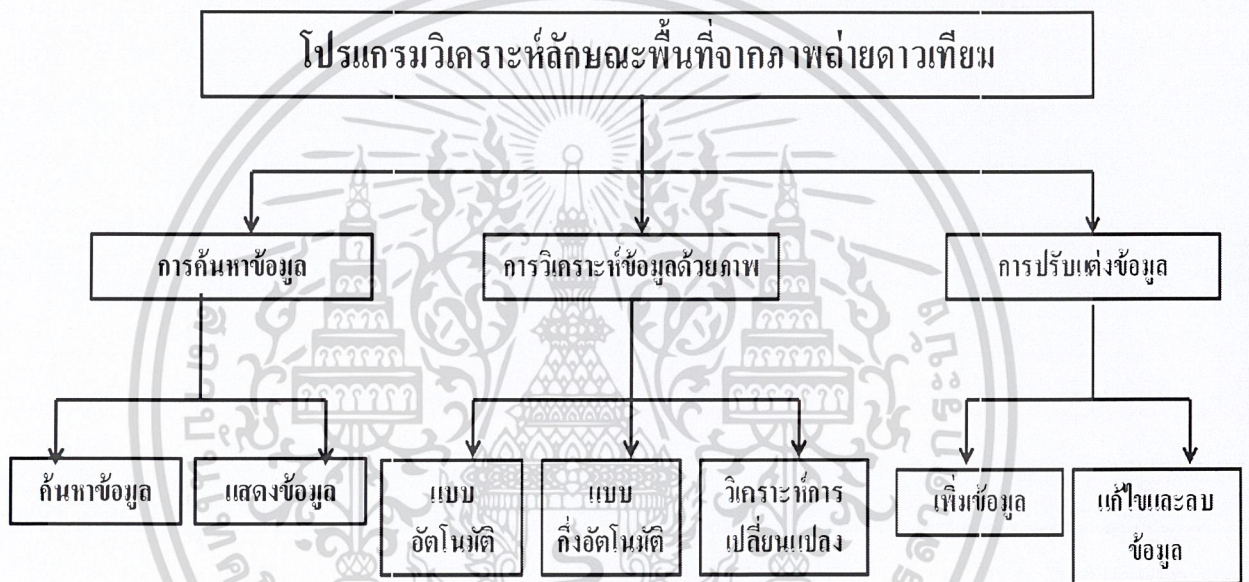 โปรแกรมวิเคราะห์ลักษณะพื้นที่จากภาพถ่ายดาวเทียม
การค้นหาข้อมูล
การวิเคราะห์ข้อมูลด้วยภาพ
การปรับแต่งข้อมูล
ค้นหาข้อมูล
แสดงข้อมูล
แบบ
อัตโนมัติ
แบบ
กึ่งอัตโนมัติ
วิเคราะห์การ
เปลี่ยนแปลง
เพิ่มข้อมูล
แก้ไขและลบ
ข้อมูล